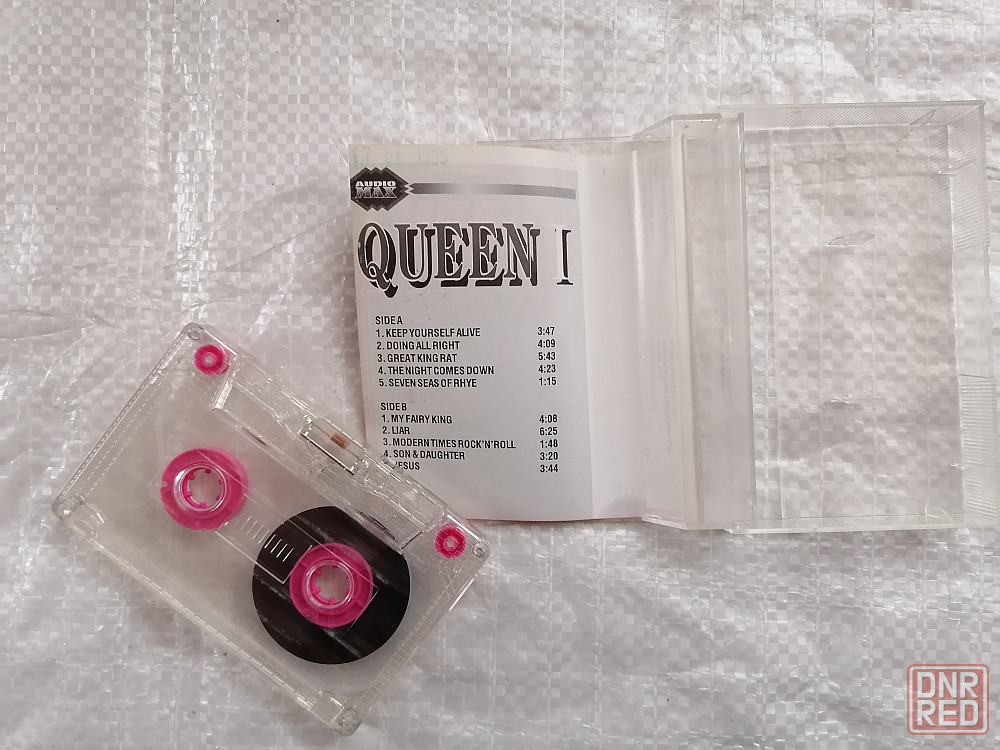 AUDIO
MAX
QUEEN I
SIDE A
1. KEEP YOURSELF ALIVE 3:47
2. DOING ALL RIGHT 4:09
3. GREAT KING RAT 5:43
4. THE NIGHT COMES DOWN 4:23
5. SEVEN SEAS OF RHYE 1:15
SIDE B
1. MY FAIRY KING 4:08
2. LIAR 6:25
3. MODERN TIMES ROCK'N'ROLL 1:48
4. SON & DAUGHTER 3:20
JESUS 3:44
DNR
RED